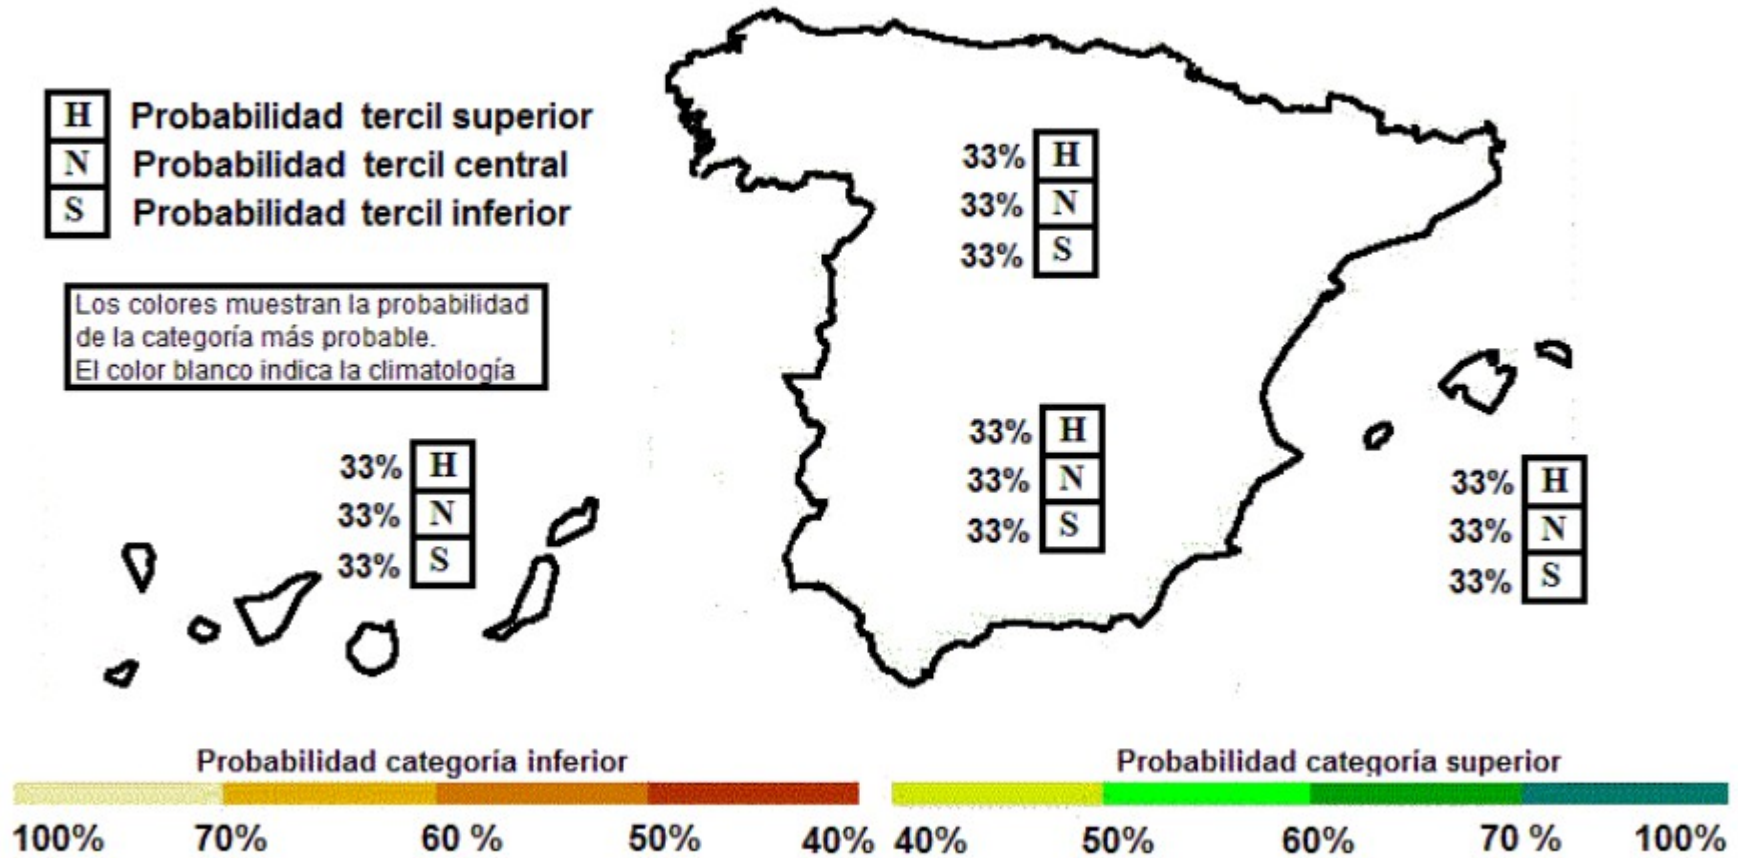 H Probabilidad tercil superior
N Probabilidad tercil central
S Probabilidad tercil inferior
Los colores muestran la probabilidad
de la categoría más probable.
El color blanco indica la climatología
33% H
33% N
33% S
33% H
33% N
33% S
33% H
33% N
33% S
33% H
33% N
33% S
Probabilidad categoría inferior
100% 70% 60 % 50% 40%
Probabilidad categoría superior
40% 50% 60% 70 % 100%